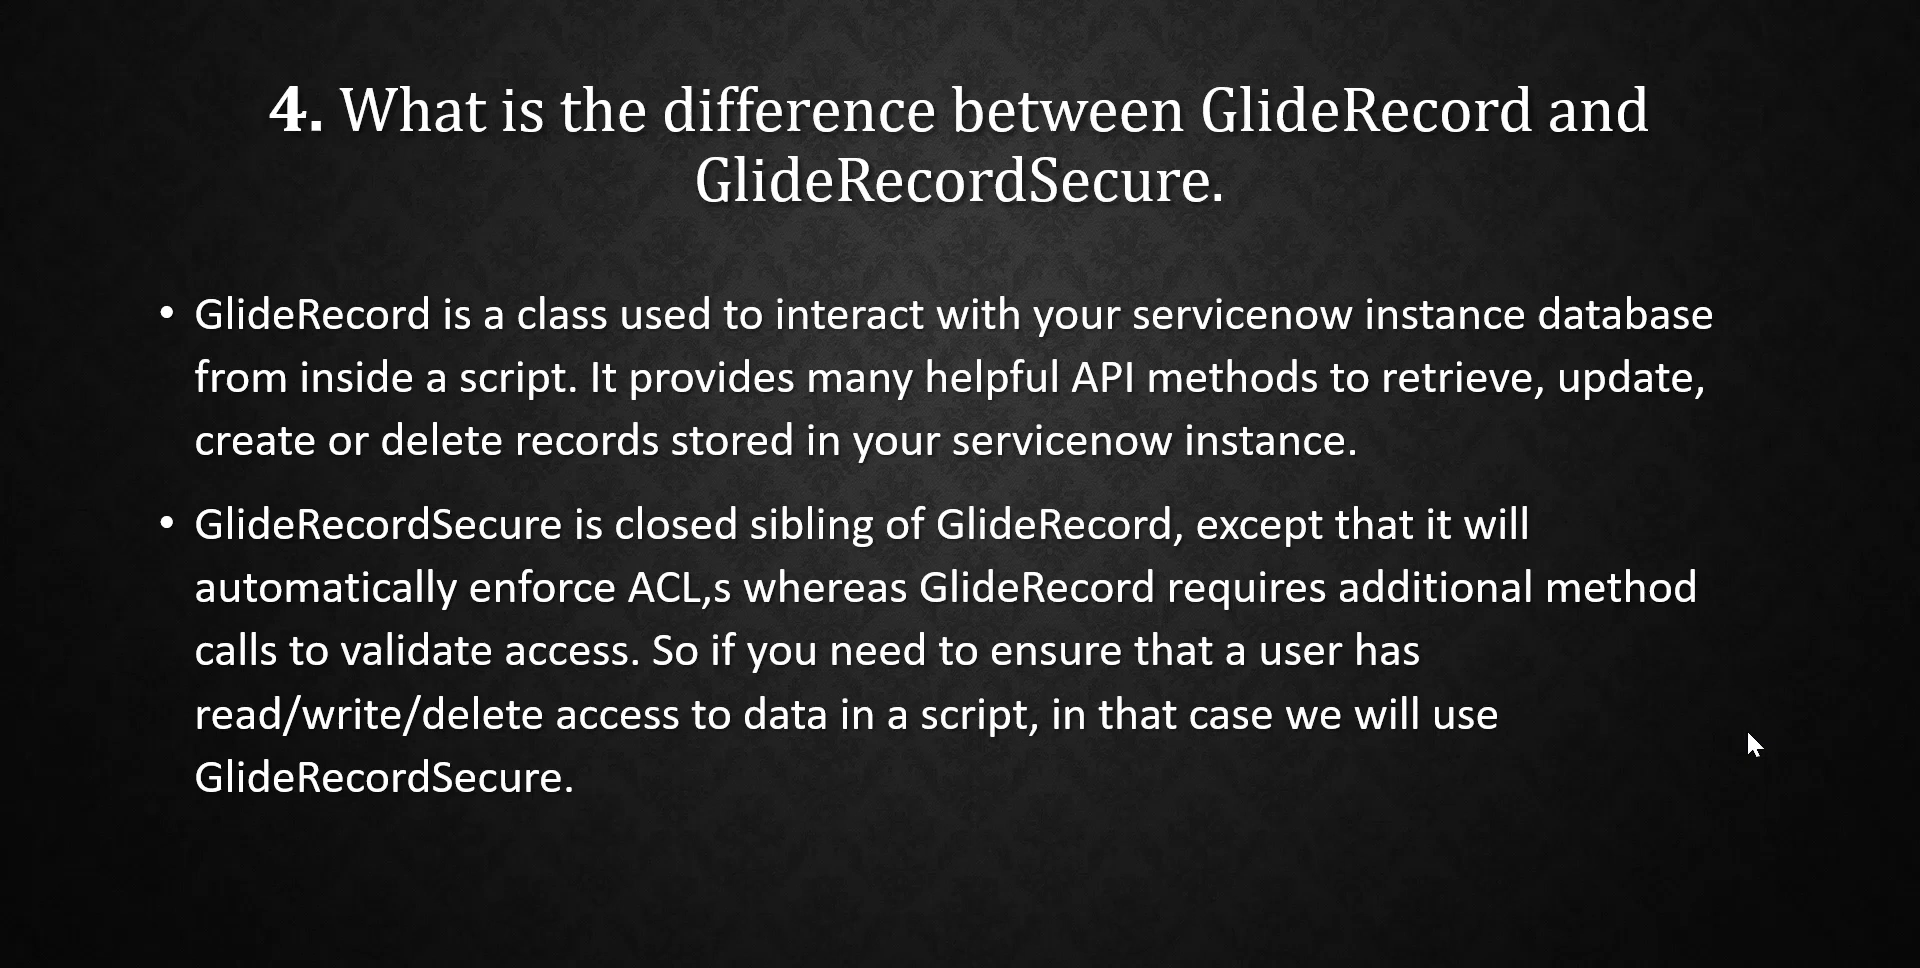 4. What is the difference between GlideRecord and
GlideRecordSecure.
• GlideRecord is a class used to interact with your servicenow instance database
from inside a script. It provides many helpful API methods to retrieve, update,
create or delete records stored in your servicenow instance.
• GlideRecordSecure is closed sibling of GlideRecord, except that it will
automatically enforce ACL,s whereas GlideRecord requires additional method
calls to validate access. So if you need to ensure that a user has
read/write/delete access to data in a script, in that case we will use
GlideRecordSecure.